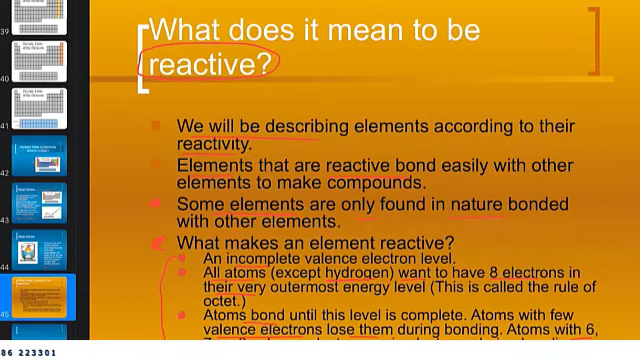 What does it mean to be
reactive?
We will be describing elements according to their
reactivity.
Elements that are reactive bond easily with other
elements to make compounds.
Some elements are only found in nature bonded
with other elements.
What makes an element reactive?
An incomplete valence electron level.
All atoms (except hydrogen) want to have 8 electrons in
their very outermost energy level (This is called the rule of
octet.)
Atoms bond until this level is complete. Atoms with few
valence electrons lose them during bonding. Atoms with 6,
39
40
41
42
43
44
45
86 223301